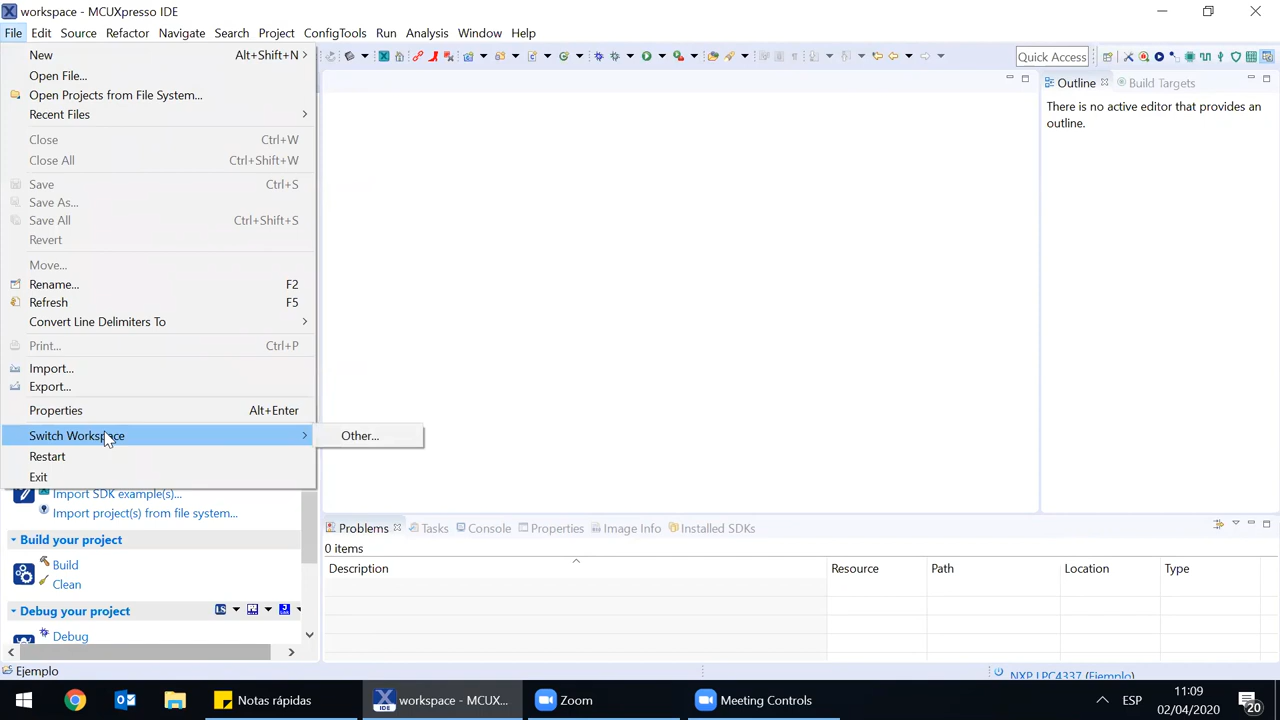 workspace - MCUXpresso IDE
File Edit Source Refactor Navigate Search Project ConfigTools Run Analysis Window Help
New Alt+Shift+N
Open File...
Open Projects from File System...
Recent Files
Close Ctrl+W
Close All Ctrl+Shift+W
Save Ctrl+S
Save As...
Save All Ctrl+Shift+S
Revert
Move...
Rename... F2
Refresh F5
Convert Line Delimiters To
Print... Ctrl+P
Import...
Export...
Properties Alt+Enter
Switch Workspace
Other...
Restart
Exit
Quick Access
Outline Build Targets
There is no active editor that provides an
outline.
Import SDK example(s)...
Import project(s) from file system...
Build your project
Build
Clean
Debug your project
Debug
Problems Tasks Console Properties Image Info Installed SDKs
0 items
Description Resource Path Location Type
Ejemplo
NXP LPC4337 (Ejemplo)
Notas rápidas
workspace - MCUX...
IDE
Zoom
Meeting Controls
ESP
11:09
02/04/2020
20